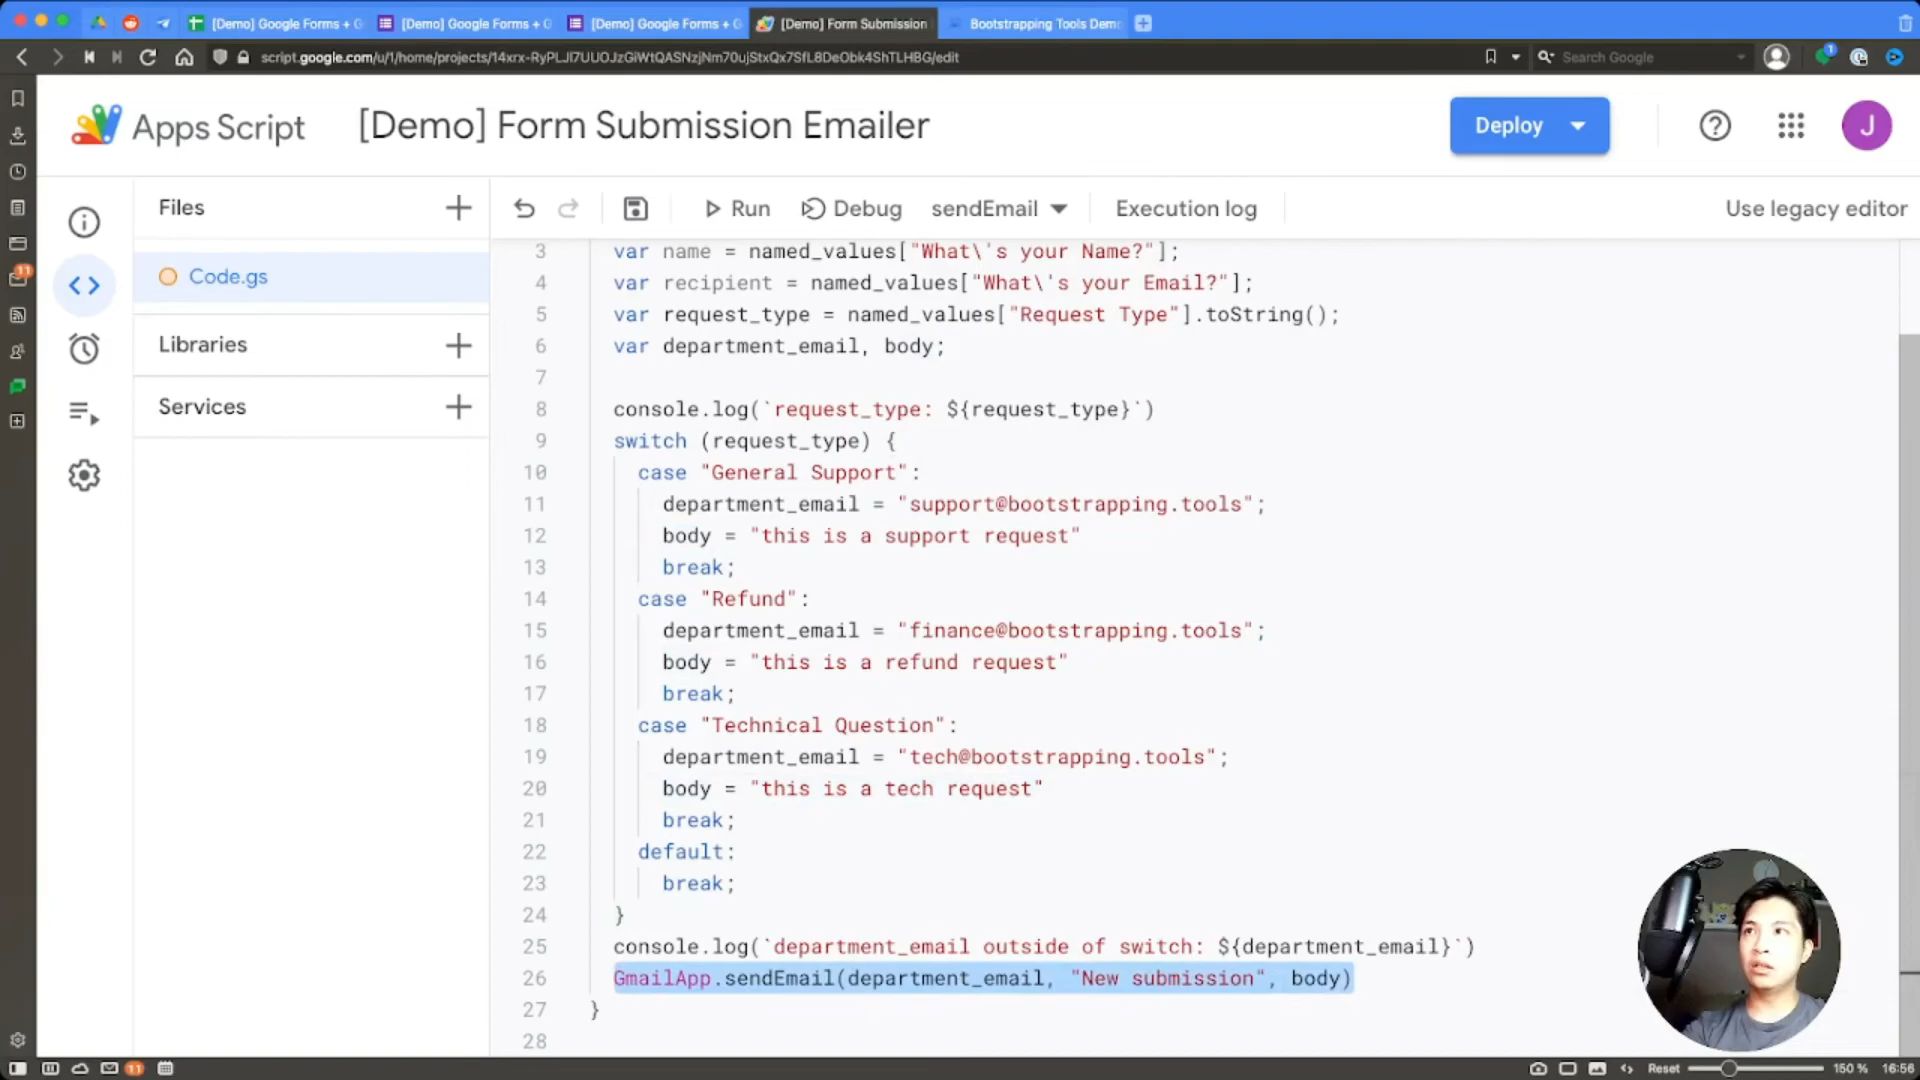 [Demo] Google Forms + G
[Demo] Google Forms + G
[Demo] Google Forms + G
[Demo] Form Submission
Bootstrapping Tools Demo
script.google.com/u/1/home/projects/14xrx-RyPLJl7UUOJzGiWtQASNzjNm70ujStxQx7SfL8DeObk4ShTLHBG/edit
Search Google
1
Apps Script
[Demo] Form Submission Emailer
Deploy
J
Files
Run
Debug
sendEmail
Execution log
Use legacy editor
Code.gs
Libraries
Services
11
3 var name = named_values["What\'s your Name?"];
4 var recipient = named_values["What\'s your Email?"];
5 var request_type = named_values["Request Type"].toString();
6 var department_email, body;
7
8 console.log(`request_type: ${request_type}`)
9 switch (request_type) {
10 case "General Support":
11 department_email = "support@bootstrapping.tools";
12 body = "this is a support request"
13 break;
14 case "Refund":
15 department_email = "finance@bootstrapping.tools";
16 body = "this is a refund request"
17 break;
18 case "Technical Question":
19 department_email = "tech@bootstrapping.tools";
20 body = "this is a tech request"
21 break;
22 default:
23 break;
24 }
25 console.log(`department_email outside of switch: ${department_email}`)
26 GmailApp.sendEmail(department_email, "New submission", body)
27 }
28
11
Reset
150 %
16:56